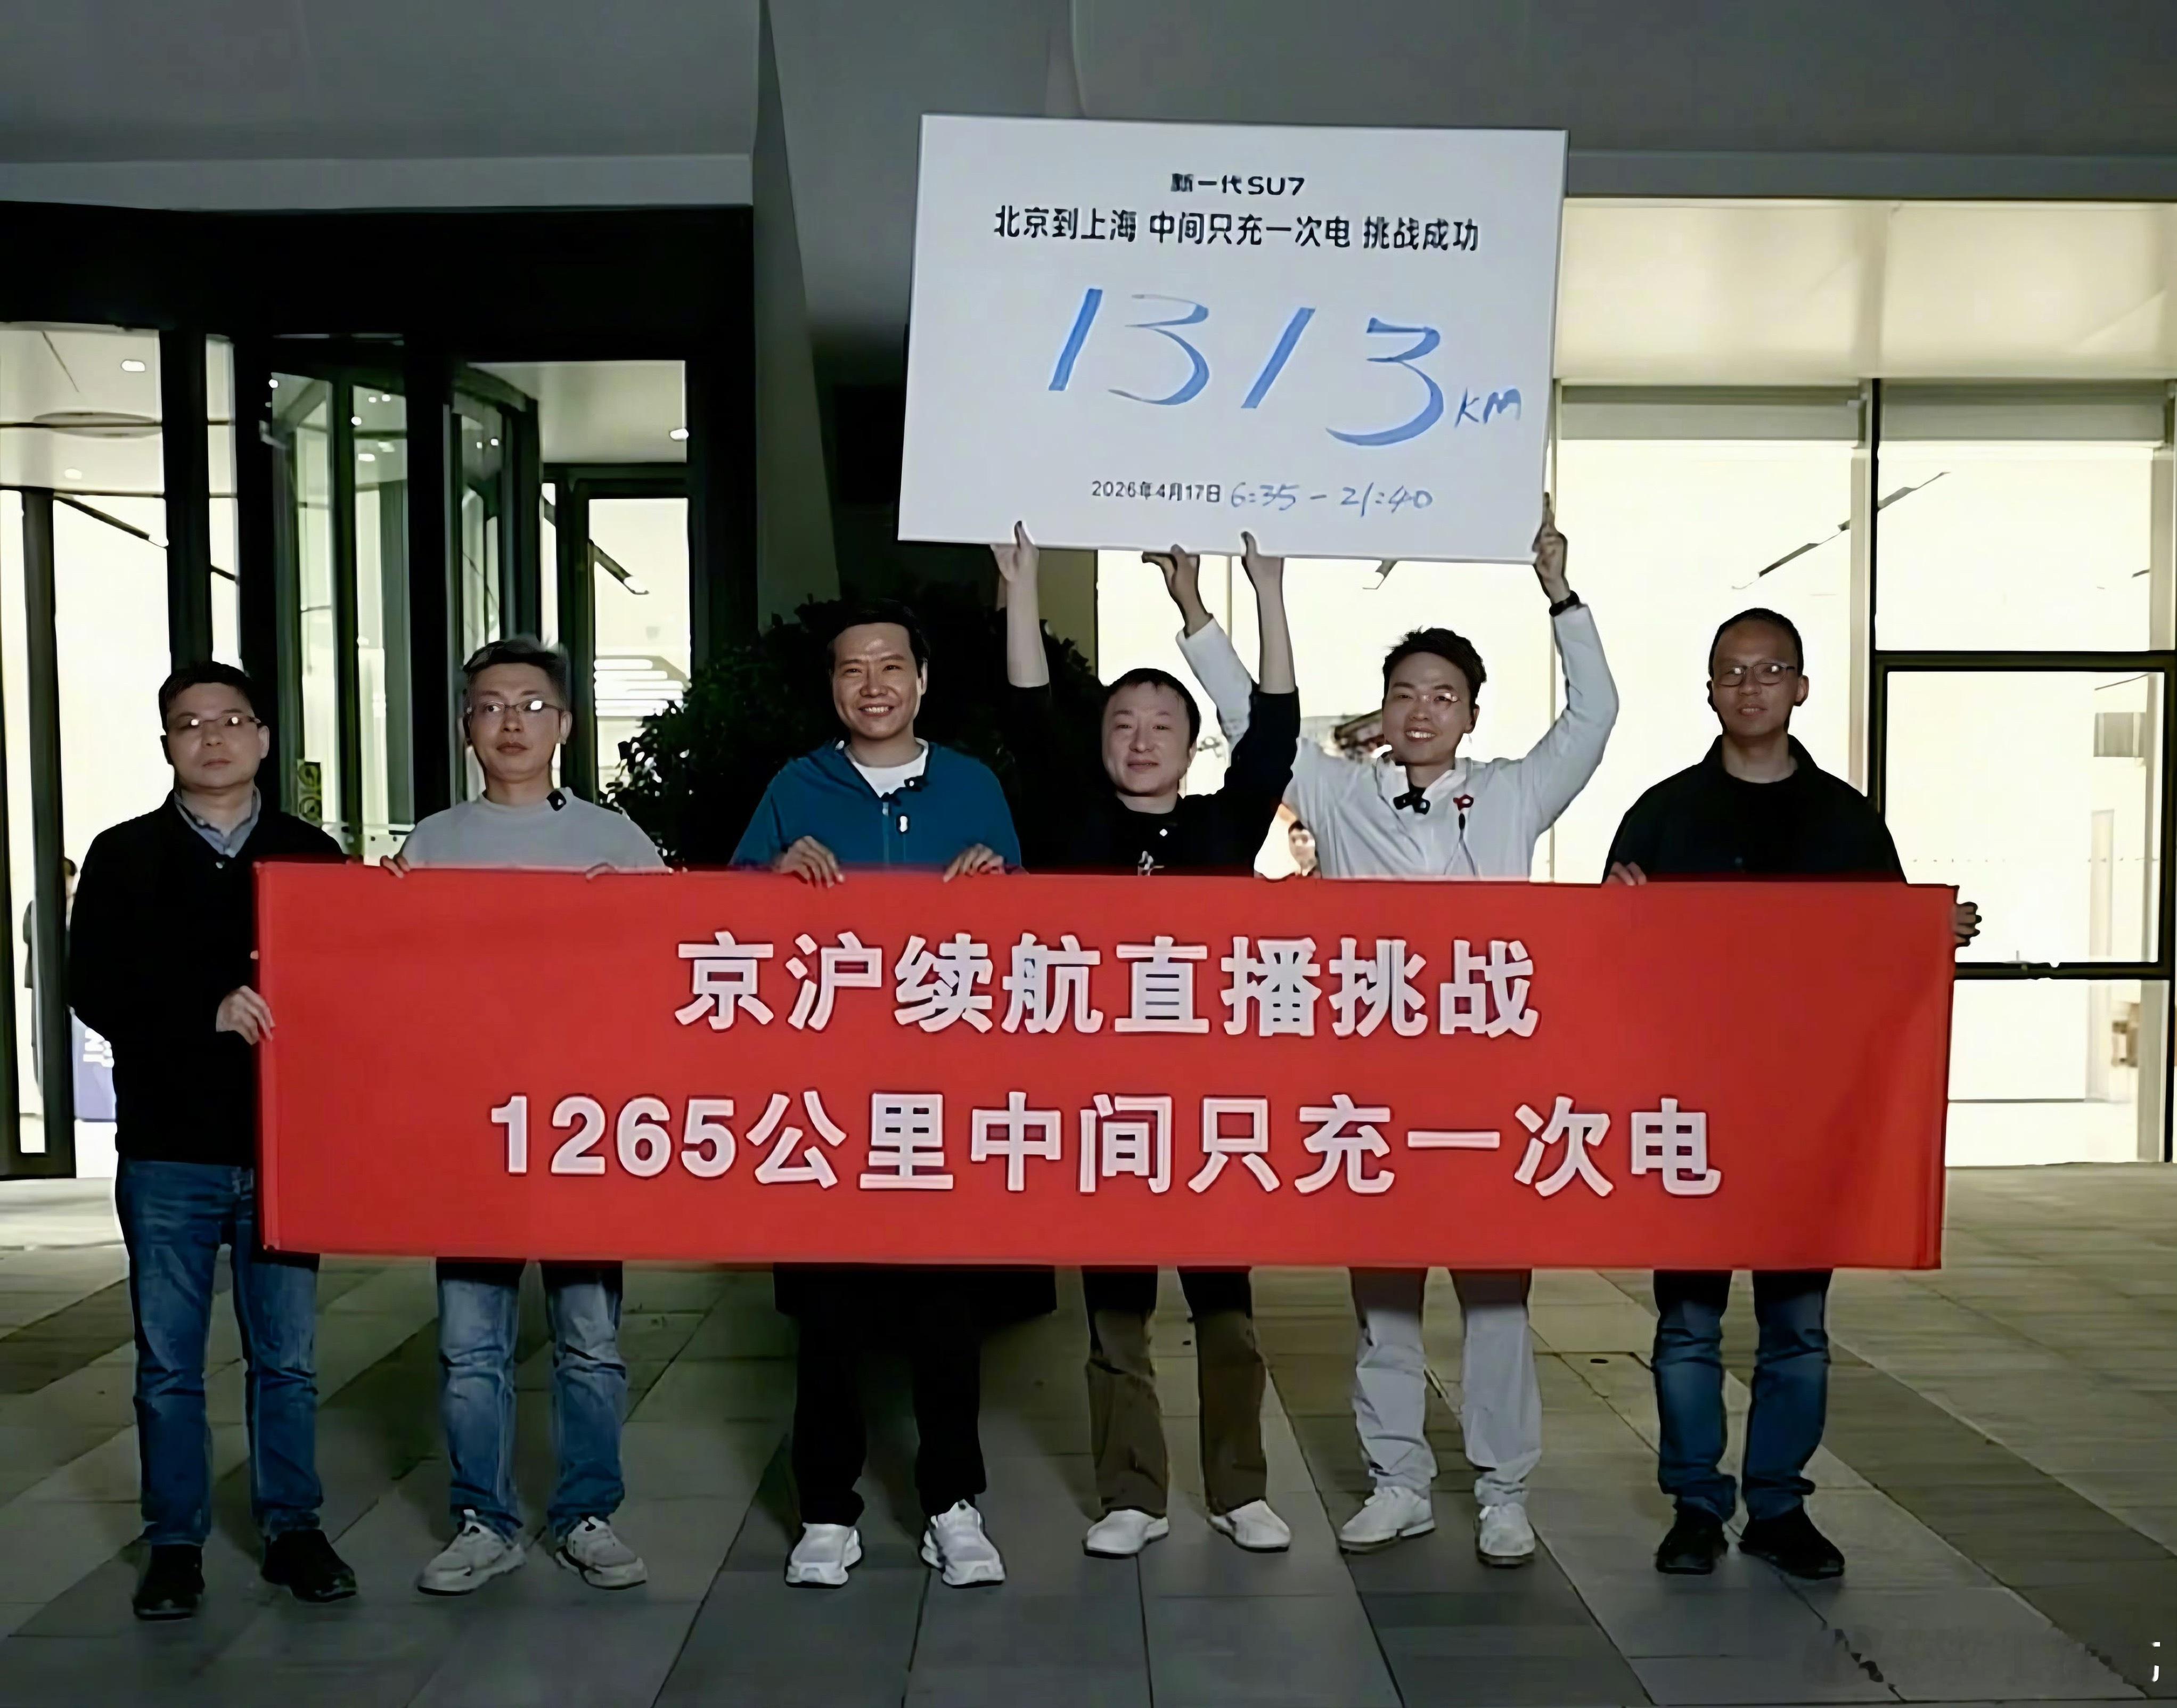 新一代SU7
北京到上海 中间只充一次电 挑战成功
1313KM
2026年4月17日 6:35-21:40
京沪续航直播挑战
1265公里中间只充一次电